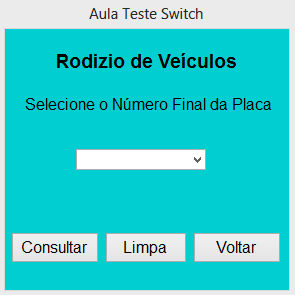 Aula Teste Switch
Rodizio de Veículos
Selecione o Número Final da Placa
Consultar Limpa Voltar